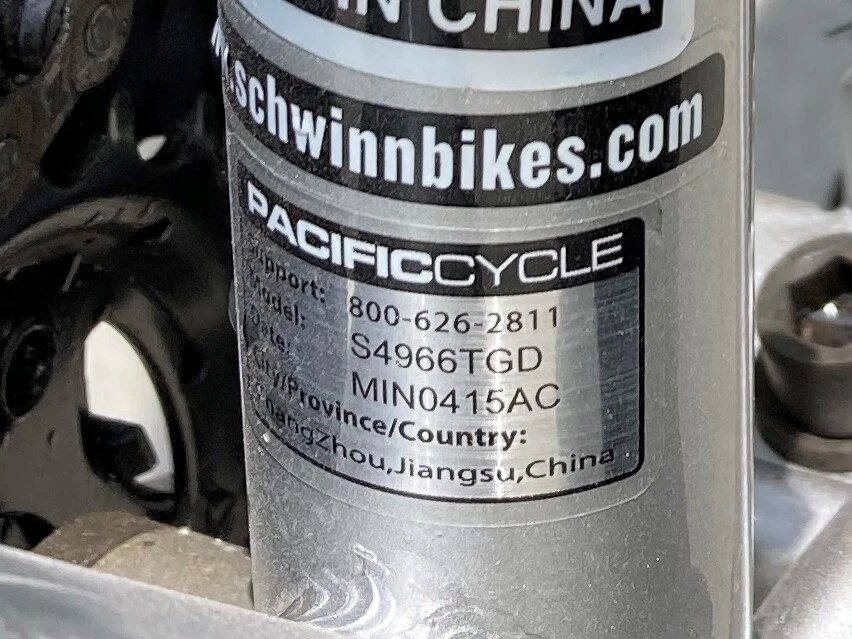 IN CHINA
.schwinnbikes.com
PACIFICCYCLE
Support: 800-626-2811
Model: S4966TGD
Date: MIN0415AC
City/Province/Country:
Changzhou,Jiangsu,China